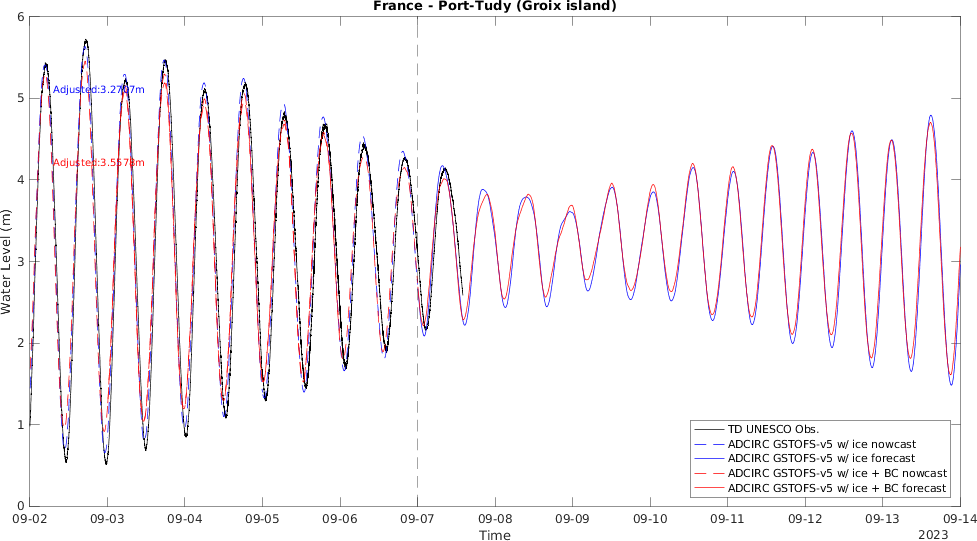 France - Port-Tudy (Groix island)
6
5
4
3
2
1
0
Water Level (m)
Adjusted:3.2707m
Adjusted:3.5578m
TD UNESCO Obs.
ADCIRC GSTOFS-v5 w/ ice nowcast
ADCIRC GSTOFS-v5 w/ ice forecast
ADCIRC GSTOFS-v5 w/ ice + BC nowcast
ADCIRC GSTOFS-v5 w/ ice + BC forecast
09-02 09-03 09-04 09-05 09-06 09-07 09-08 09-09 09-10 09-11 09-12 09-13 09-14
Time
2023